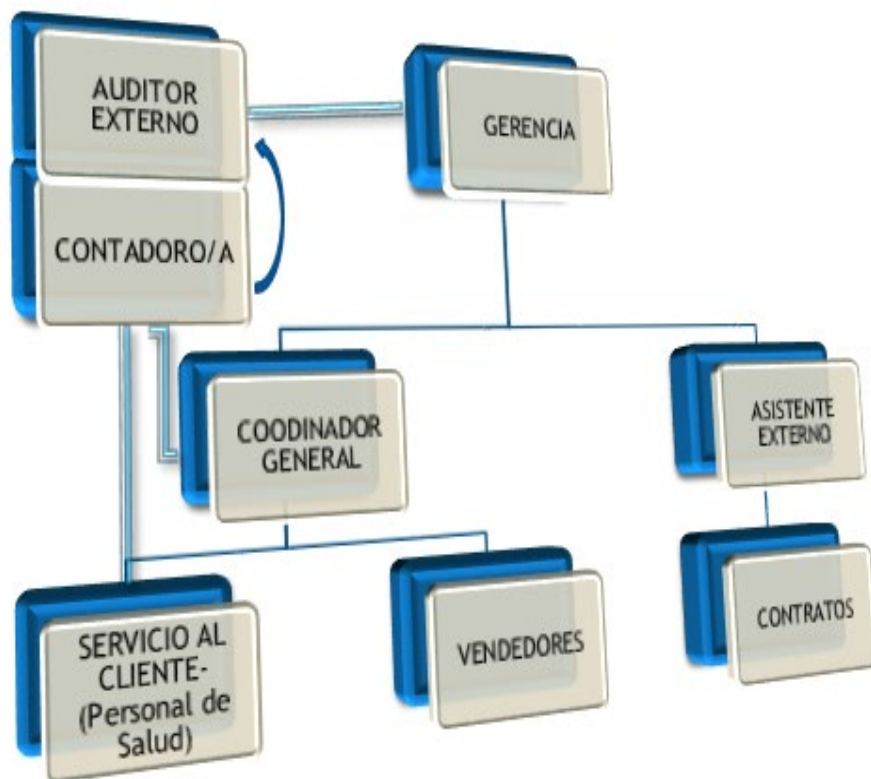 AUDITOR
EXTERNO
GERENCIA
CONTADORO/A
COODINADOR
GENERAL
ASISTENTE
EXTERNO
SERVICIO AL
CLIENTE-
(Personal de
Salud)
VENDEDORES
CONTRATOS